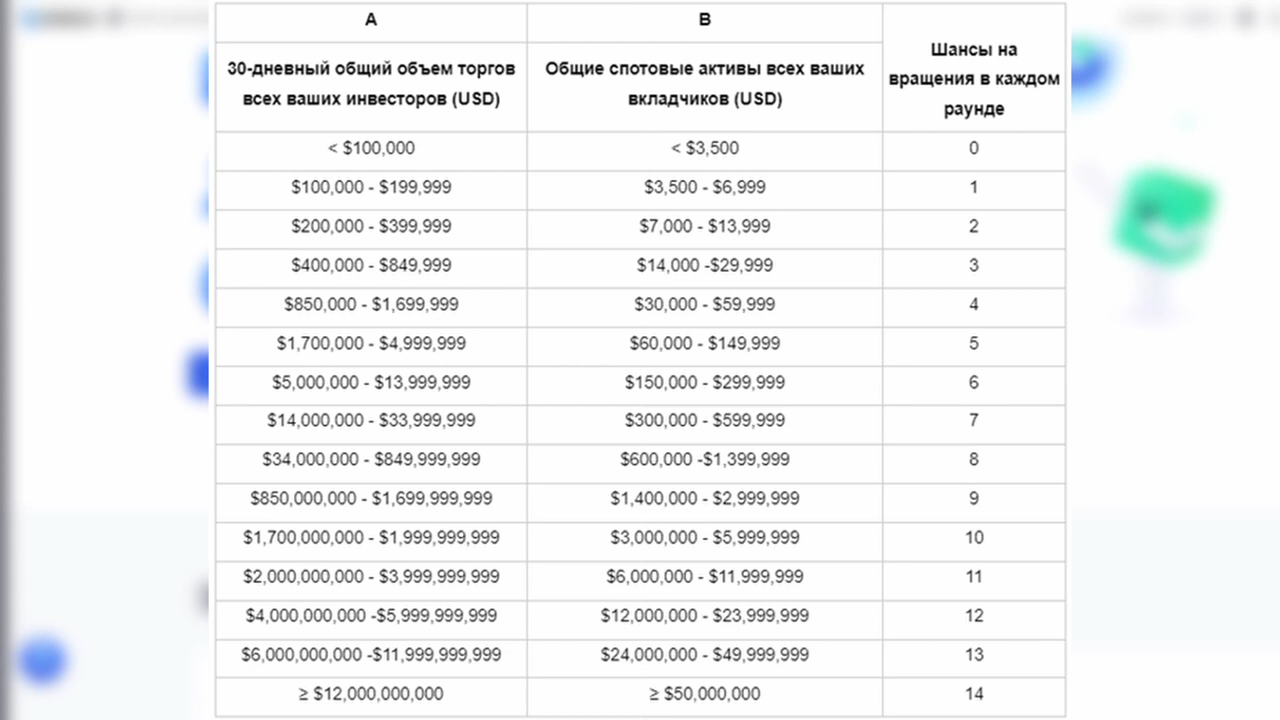 A B
30-дневный общий объем торгов
всех ваших инвесторов (USD)
Общие спотовые активы всех ваших
вкладчиков (USD)
Шансы на
вращения в каждом
раунде
< $100,000 < $3,500 0
$100,000 - $199,999 $3,500 - $6,999 1
$200,000 - $399,999 $7,000 - $13,999 2
$400,000 - $849,999 $14,000 -$29,999 3
$850,000 - $1,699,999 $30,000 - $59,999 4
$1,700,000 - $4,999,999 $60,000 - $149,999 5
$5,000,000 - $13,999,999 $150,000 - $299,999 6
$14,000,000 - $33,999,999 $300,000 - $599,999 7
$34,000,000 - $849,999,999 $600,000 -$1,399,999 8
$850,000,000 - $1,699,999,999 $1,400,000 - $2,999,999 9
$1,700,000,000 - $1,999,999,999 $3,000,000 - $5,999,999 10
$2,000,000,000 - $3,999,999,999 $6,000,000 - $11,999,999 11
$4,000,000,000 -$5,999,999,999 $12,000,000 - $23,999,999 12
$6,000,000,000 -$11,999,999,999 $24,000,000 - $49,999,999 13
≥ $12,000,000,000 ≥ $50,000,000 14